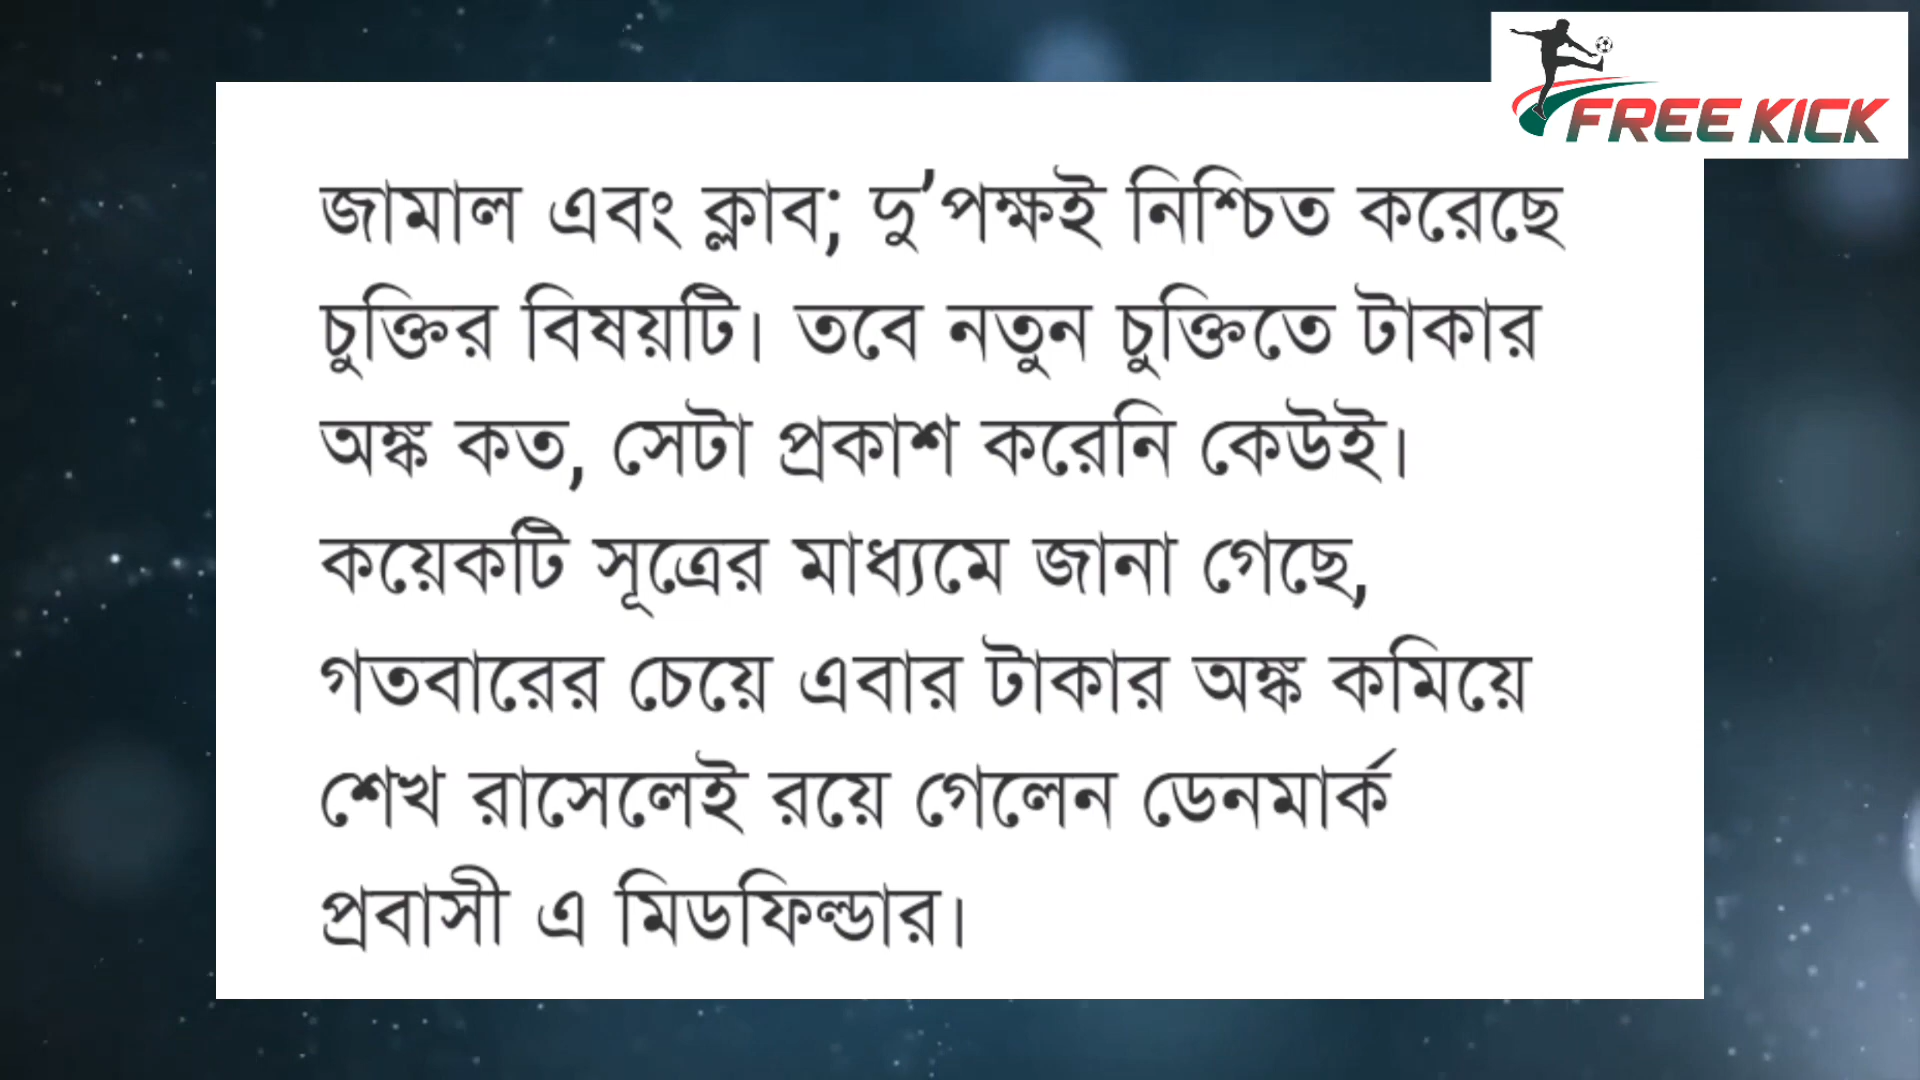 FREE KICK
জামাল এবং ক্লাব; দু’পক্ষই নিশ্চিত করেছে
চুক্তির বিষয়টি। তবে নতুন চুক্তিতে টাকার
অঙ্ক কত, সেটা প্রকাশ করেনি কেউই।
কয়েকটি সূত্রের মাধ্যমে জানা গেছে,
গতবারের চেয়ে এবার টাকার অঙ্ক কমিয়ে
শেখ রাসেলেই রয়ে গেলেন ডেনমার্ক
প্রবাসী এ মিডফিল্ডার।